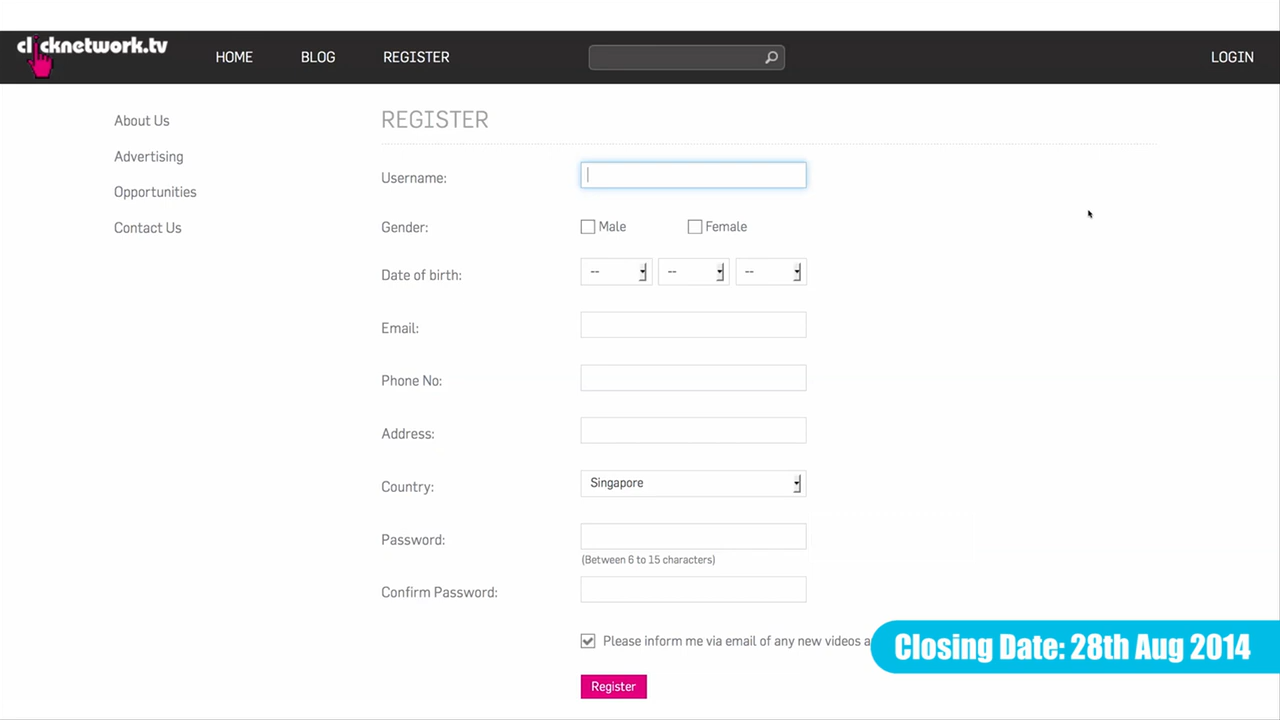 clicknetwork.tv
HOME BLOG REGISTER LOGIN
About Us
Advertising
Opportunities
Contact Us
REGISTER
Username:
Gender: Male Female
Date of birth: -- -- --
Email:
Phone No:
Address:
Country: Singapore
Password:
(Between 6 to 15 characters)
Confirm Password:
Please inform me via email of any new videos
Closing Date: 28th Aug 2014
Register